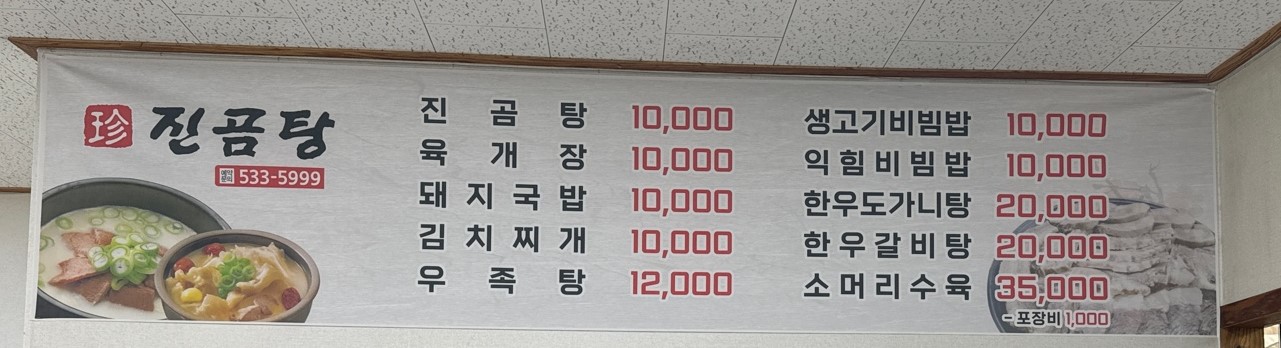 珍 진곰탕
예약문의 533-5999
진곰탕 10,000
육개장 10,000
돼지국밥 10,000
김치찌개 10,000
우족탕 12,000
생고기비빔밥 10,000
익힘비빔밥 10,000
한우도가니탕 20,000
한우갈비탕 20,000
소머리수육 35,000
- 포장비 1,000